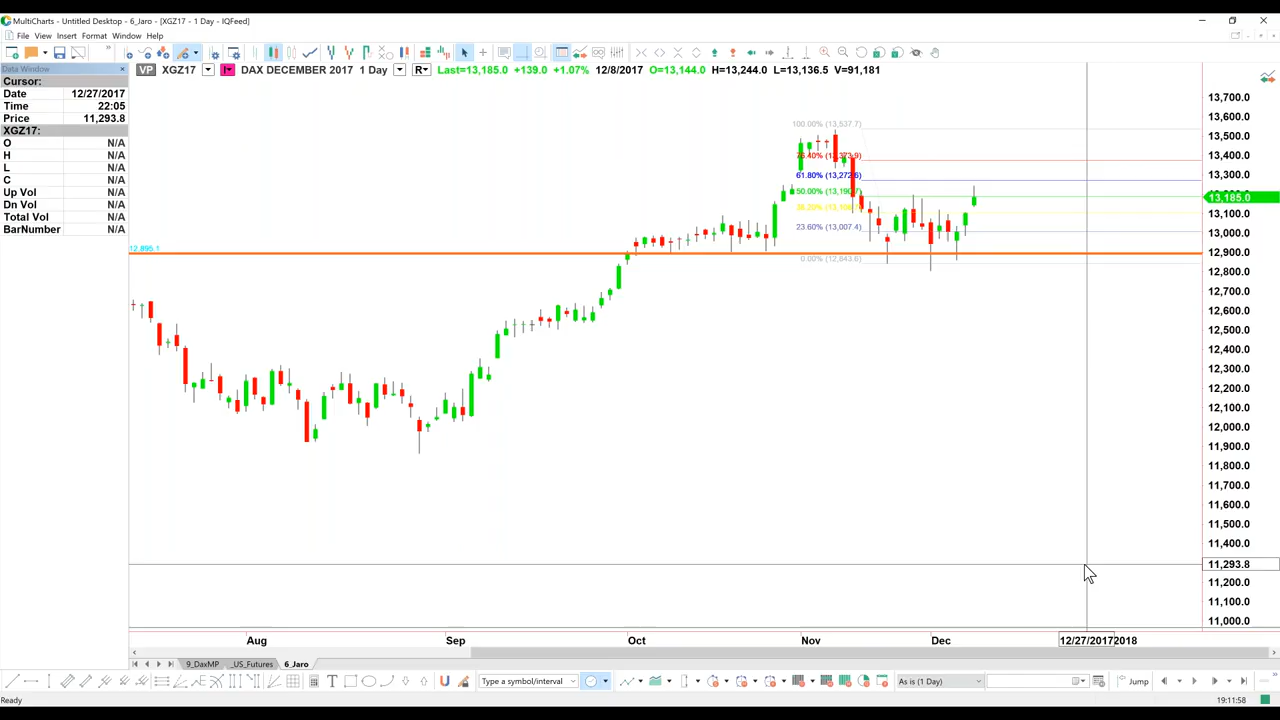 MultiCharts - Untitled Desktop - 6_Jaro - [XGZ17 - 1 Day - IQFeed]
File View Insert Format Window Help
Data Window
VP XGZ17 DAX DECEMBER 2017 1 Day R Last=13,185.0 +139.0 +1.07% 12/8/2017 O=13,144.0 H=13,244.0 L=13,136.5 V=91,181
Cursor:
Date 12/27/2017
Time 22:05
Price 11,293.8
XGZ17:
O N/A
H N/A
L N/A
C N/A
Up Vol N/A
Dn Vol N/A
Total Vol N/A
BarNumber N/A
100.00% (13,537.7)
76.40% (13,373.9)
61.80% (13,272.6)
50.00% (13,190.7)
23.60% (13,007.4)
0.00% (12,843.6)
12,895.1
13,700.0
13,600.0
13,500.0
13,400.0
13,300.0
13,185.0
13,100.0
13,000.0
12,900.0
12,800.0
12,700.0
12,600.0
12,500.0
12,400.0
12,300.0
12,200.0
12,100.0
12,000.0
11,900.0
11,800.0
11,700.0
11,600.0
11,500.0
11,400.0
11,293.8
11,200.0
11,100.0
11,000.0
Aug Sep Oct Nov Dec 12/27/2017 2018
9_DaxMP _US_Futures 6_Jaro
Type a symbol/interval As is (1 Day) Jump
Ready 19:11:58